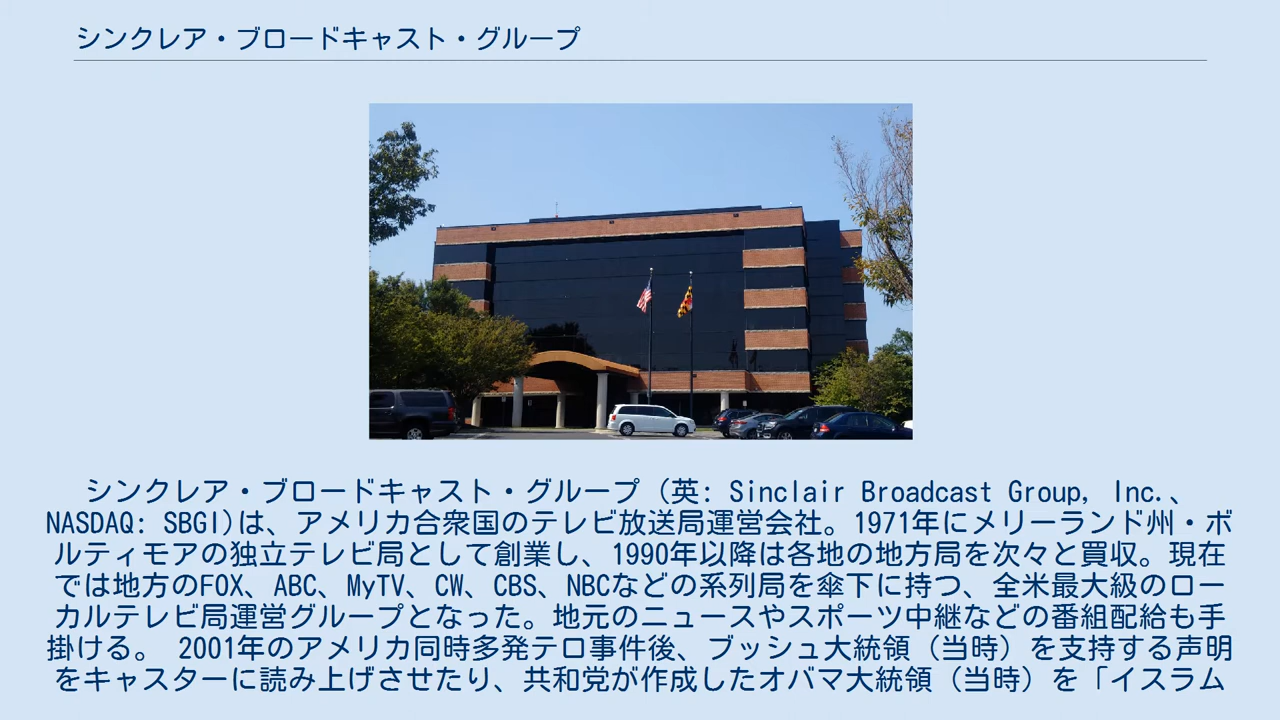 シンクレア・ブロードキャスト・グループ
シンクレア・ブロードキャスト・グループ（英: Sinclair Broadcast Group, Inc.、
NASDAQ: SBGI)は、アメリカ合衆国のテレビ放送局運営会社。1971年にメリーランド州・ボ
ルティモアの独立テレビ局として創業し、1990年以降は各地の地方局を次々と買収。現在
では地方のFOX、ABC、MyTV、CW、CBS、NBCなどの系列局を傘下に持つ、全米最大級のロー
カルテレビ局運営グループとなった。地元のニュースやスポーツ中継などの番組配給も手
掛ける。 2001年のアメリカ同時多発テロ事件後、ブッシュ大統領（当時）を支持する声明
をキャスターに読み上げさせたり、共和党が作成したオバマ大統領（当時）を「イスラム